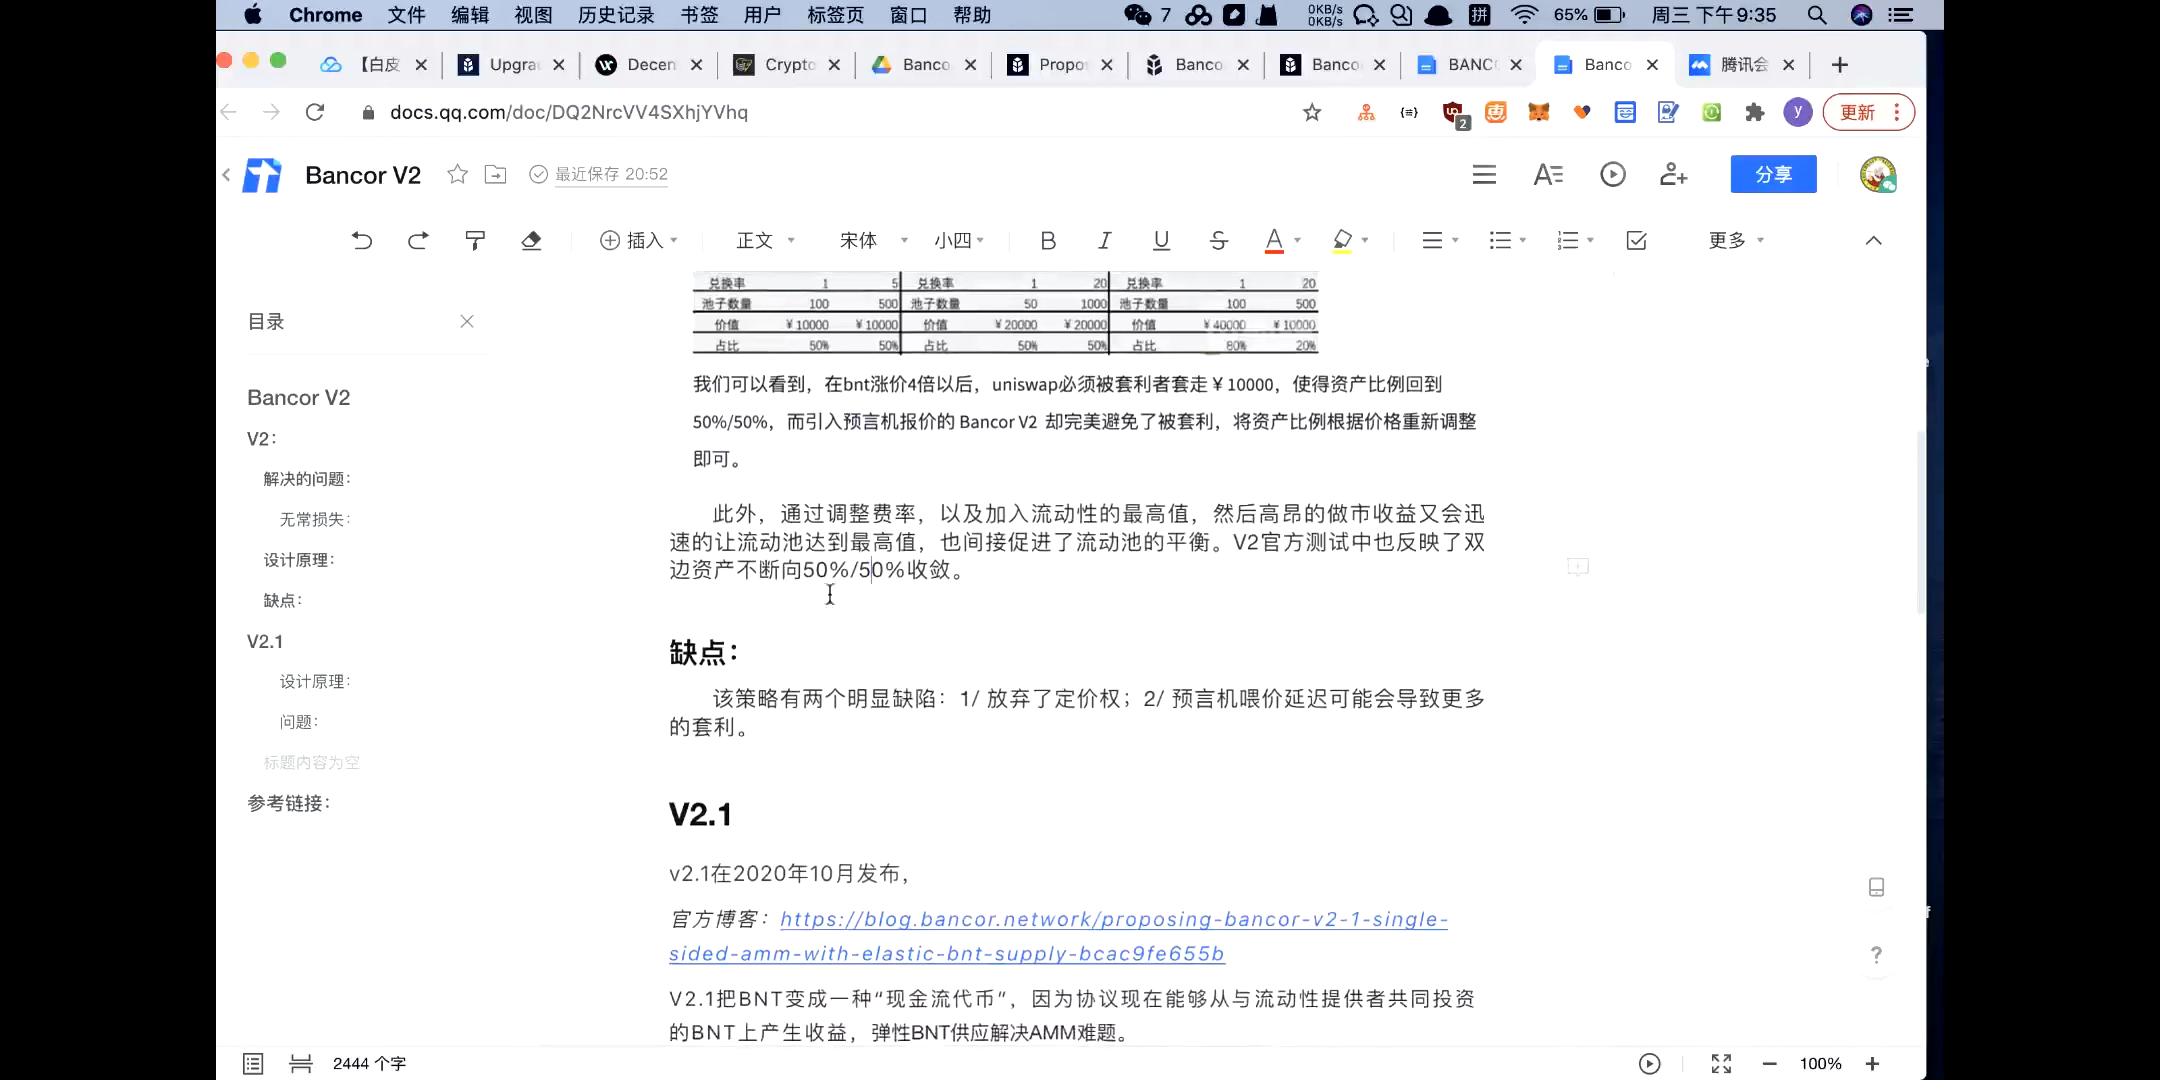 Chrome 文件 编辑 视图 历史记录 书签 用户 标签页 窗口 帮助 7 0KB/s 0KB/s 拼 65% 周三 下午9:35
【白皮 Upgra Decen Crypto Banco Propo Banco Banco BANC Banco 腾讯会
docs.qq.com/doc/DQ2NrcVV4SXhjYVhq 2 y 更新
Bancor V2 最近保存 20:52 分享
插入 正文 宋体 小四 B I U S A 更多
目录
Bancor V2
V2：
解决的问题：
无常损失：
设计原理：
缺点：
V2.1
设计原理：
问题：
标题内容为空
参考链接：
兑换率 1 5 兑换率 1 20 兑换率 1 20
池子数量 100 500 池子数量 50 1000 池子数量 100 500
价值 ￥10000 ￥10000 价值 ￥20000 ￥20000 价值 ￥40000 ￥10000
占比 50% 50% 占比 50% 50% 占比 80% 20%
我们可以看到，在bnt涨价4倍以后，uniswap必须被套利者套走￥10000，使得资产比例回到
50%/50%，而引入预言机报价的 Bancor V2 却完美避免了被套利，将资产比例根据价格重新调整
即可。
此外，通过调整费率，以及加入流动性的最高值，然后高昂的做市收益又会迅
速的让流动池达到最高值，也间接促进了流动池的平衡。V2官方测试中也反映了双
边资产不断向50%/50%收敛。
缺点：
该策略有两个明显缺陷：1/ 放弃了定价权；2/ 预言机喂价延迟可能会导致更多
的套利。
V2.1
v2.1在2020年10月发布，
官方博客：https://blog.bancor.network/proposing-bancor-v2-1-single-
sided-amm-with-elastic-bnt-supply-bcac9fe655b
V2.1把BNT变成一种“现金流代币”，因为协议现在能够从与流动性提供者共同投资
的BNT上产生收益，弹性BNT供应解决AMM难题。
2444 个字 100%